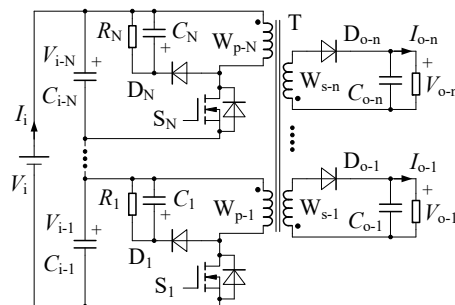 R_N
C_N
T
W_p-N
D_o-n
I_o-n
V_i-N
C_i-N
D_N
W_s-n
C_o-n
V_o-n
S_N
I_i
V_i
R_1
C_1
W_p-1
D_o-1
I_o-1
V_i-1
C_i-1
D_1
W_s-1
C_o-1
V_o-1
S_1